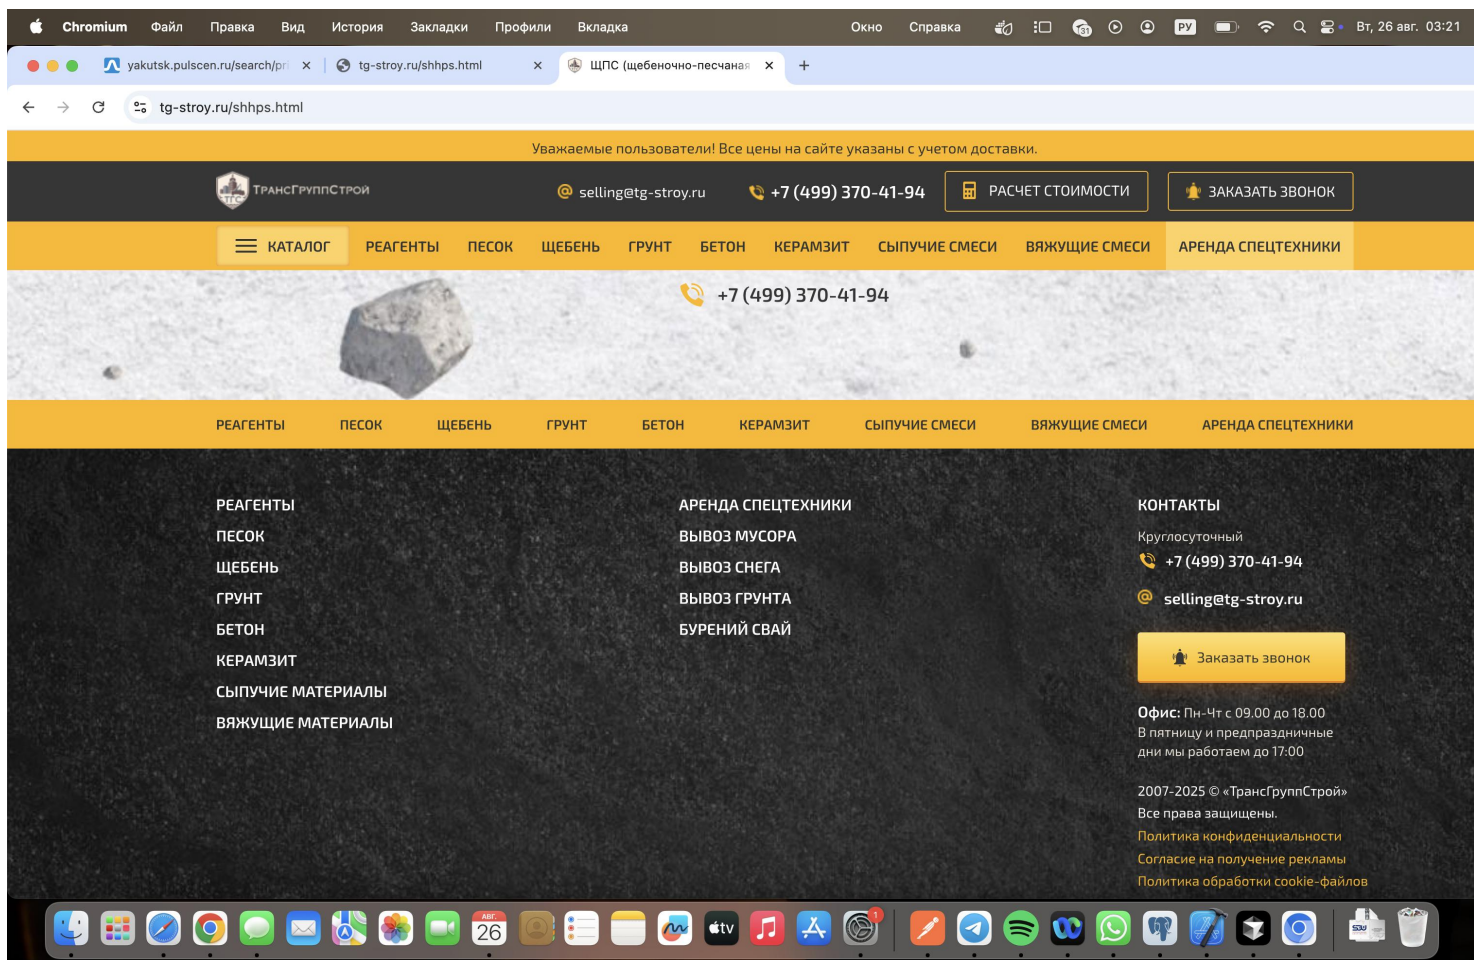 Chromium Файл Правка Вид История Закладки Профили Вкладка Окно Справка 31 РУ Вт, 26 авг. 03:21
yakutsk.pulscen.ru/search/pri tg-stroy.ru/shhps.html ЩПС (щебеночно-песчаная
tg-stroy.ru/shhps.html
Уважаемые пользователи! Все цены на сайте указаны с учетом доставки.
ТГС ТрансГруппСтрой selling@tg-stroy.ru +7 (499) 370-41-94 РАСЧЕТ СТОИМОСТИ ЗАКАЗАТЬ ЗВОНОК
КАТАЛОГ РЕАГЕНТЫ ПЕСОК ЩЕБЕНЬ ГРУНТ БЕТОН КЕРАМЗИТ СЫПУЧИЕ СМЕСИ ВЯЖУЩИЕ СМЕСИ АРЕНДА СПЕЦТЕХНИКИ
+7 (499) 370-41-94
РЕАГЕНТЫ ПЕСОК ЩЕБЕНЬ ГРУНТ БЕТОН КЕРАМЗИТ СЫПУЧИЕ СМЕСИ ВЯЖУЩИЕ СМЕСИ АРЕНДА СПЕЦТЕХНИКИ
РЕАГЕНТЫ
ПЕСОК
ЩЕБЕНЬ
ГРУНТ
БЕТОН
КЕРАМЗИТ
СЫПУЧИЕ МАТЕРИАЛЫ
ВЯЖУЩИЕ МАТЕРИАЛЫ
АРЕНДА СПЕЦТЕХНИКИ
ВЫВОЗ МУСОРА
ВЫВОЗ СНЕГА
ВЫВОЗ ГРУНТА
БУРЕНИЙ СВАЙ
КОНТАКТЫ
Круглосуточный
+7 (499) 370-41-94
selling@tg-stroy.ru
Заказать звонок
Офис: Пн-Чт с 09.00 до 18.00
В пятницу и предпраздничные
дни мы работаем до 17:00
2007-2025 © «ТрансГруппСтрой»
Все права защищены.
Политика конфиденциальности
Согласие на получение рекламы
Политика обработки cookie-файлов
АВГ.
26
tv
1